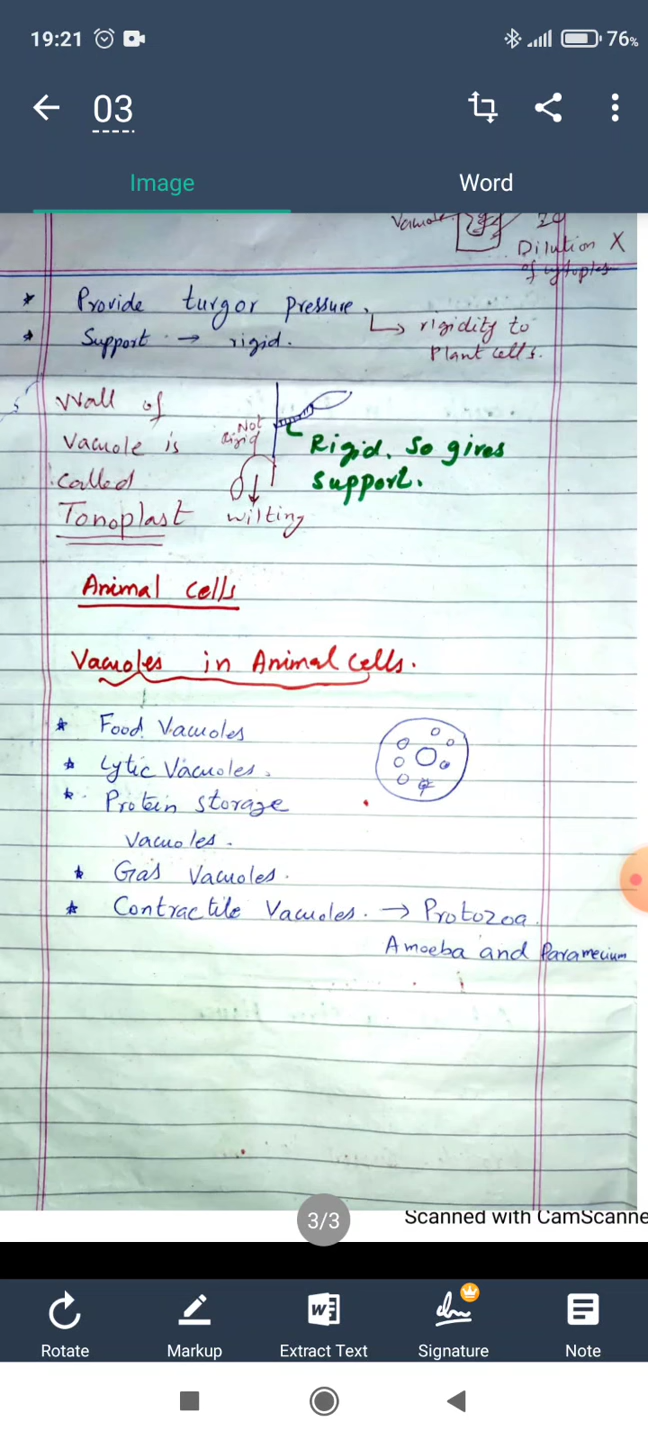 19:21
76%
03
Image
Word
Vacuole
Dilution X
of cytoplas
* Provide turgor pressure.
↳ rigidity to
Plant cells.
* Support → rigid.
Wall of
Vacuole is
called
Tonoplast
Not
Rigid
wilting
Rigid. So gives
support.
Animal cells
Vacuoles in Animal cells.
* Food Vacuoles
* Lytic Vacuoles.
* Protein storage
Vacuoles.
* Gas Vacuoles.
* Contractile Vacuoles. → Protozoa.
Amoeba and Paramecium
3/3
Scanned with CamScanne
Rotate
Markup
Extract Text
Signature
Note